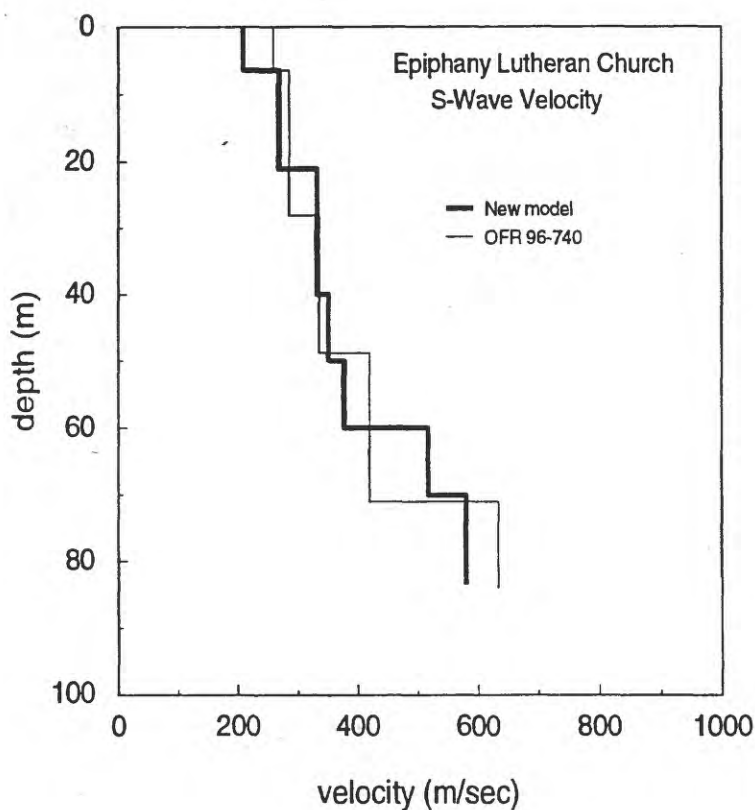 Epiphany Lutheran Church
S-Wave Velocity
New model
OFR 96-740
depth (m)
0
20
40
60
80
100
0
200
400
600
800
1000
velocity (m/sec)